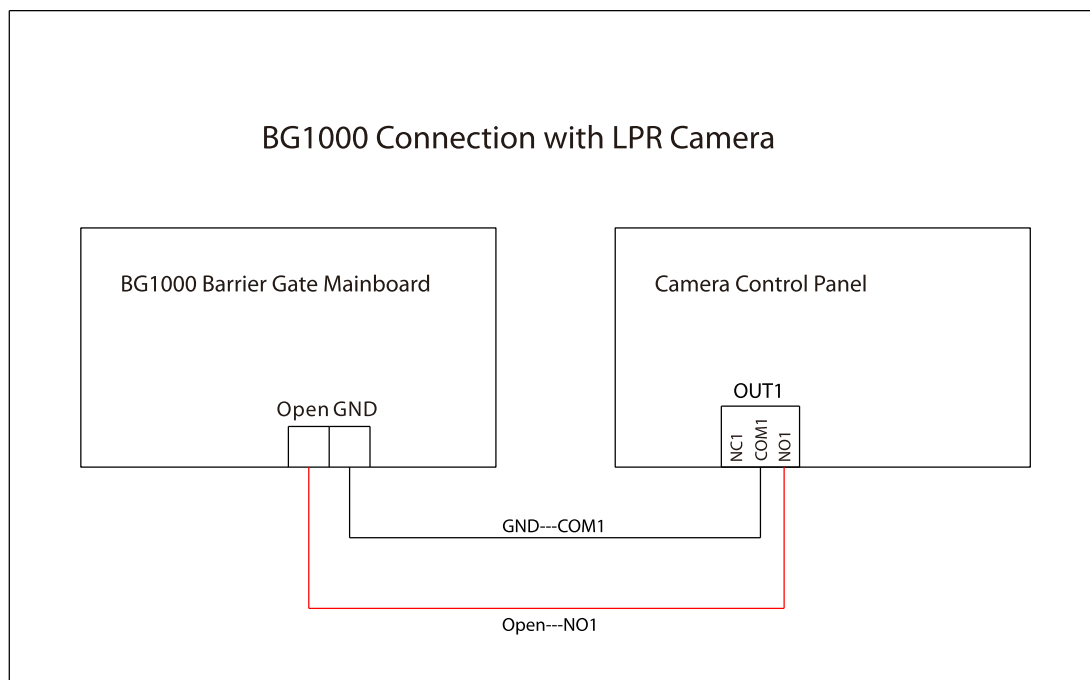 BG1000 Connection with LPR Camera
BG1000 Barrier Gate Mainboard
Camera Control Panel
Open GND
OUT1
NC1
COM1
NO1
GND---COM1
Open---NO1